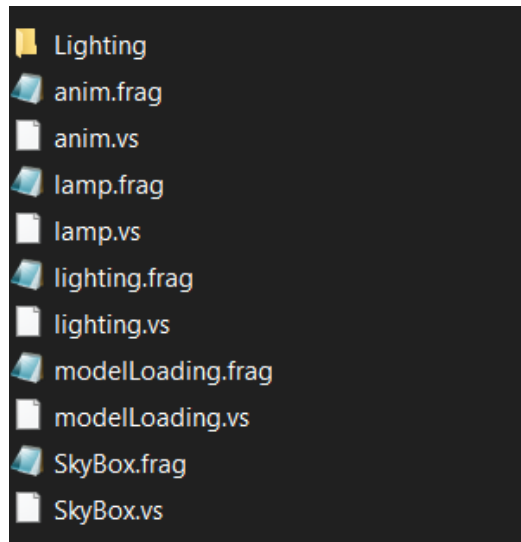 Lighting
anim.frag
anim.vs
lamp.frag
lamp.vs
lighting.frag
lighting.vs
modelLoading.frag
modelLoading.vs
SkyBox.frag
SkyBox.vs